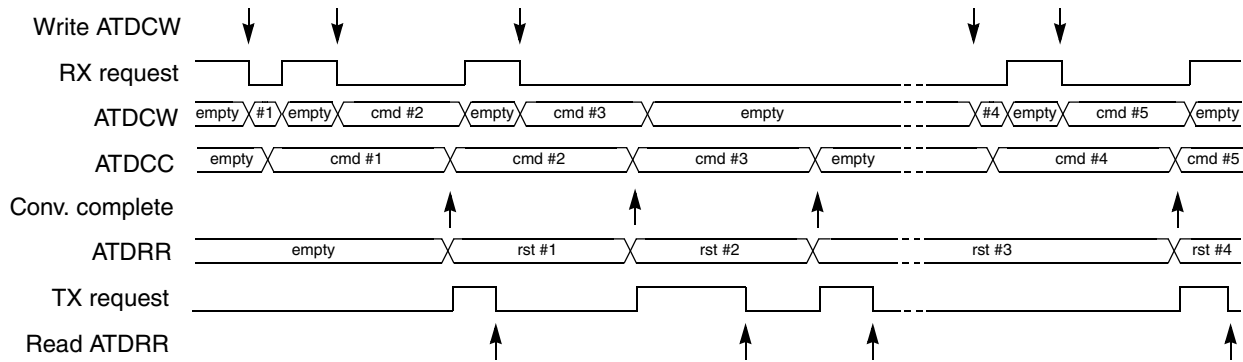 Write ATDCW
RX request
ATDCW empty #1 empty cmd #2 empty cmd #3 empty #4 empty cmd #5 empty
ATDCC empty cmd #1 cmd #2 cmd #3 empty cmd #4 cmd #5
Conv. complete
ATDRR empty rst #1 rst #2 rst #3 rst #4
TX request
Read ATDRR